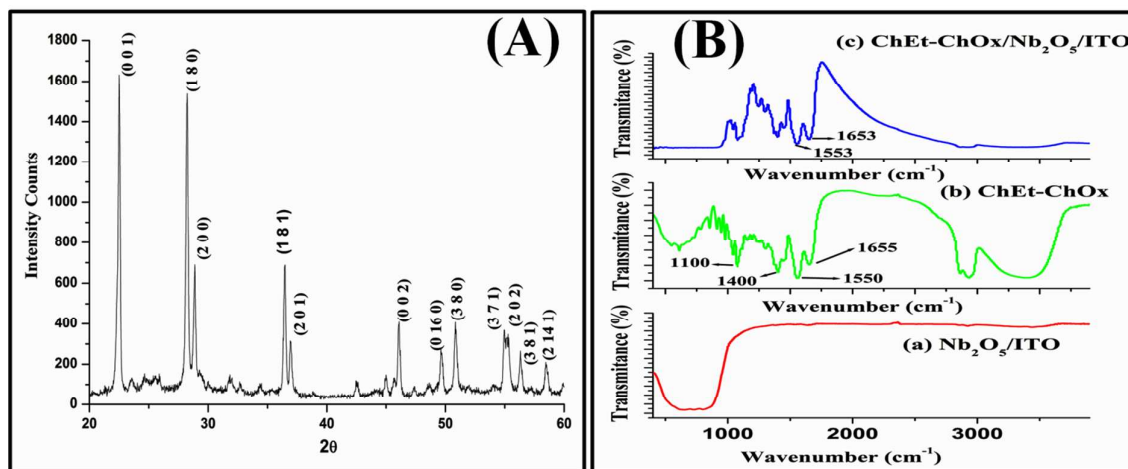 (A)
1800
1600
1400
1200
1000
800
600
400
200
0
Intensity Counts
(0 0 1)
(1 8 0)
(2 0 0)
(1 8 1)
(2 0 1)
(0 0 2)
(0 16 0)
(3 8 0)
(3 7 1)
(2 0 2)
(3 8 1)
(2 14 1)
20 30 40 50 60
2θ
(B)
(c) ChEt-ChOx/Nb₂O₅/ITO
Transmitance (%)
1653
1553
Wavenumber (cm⁻¹)
(b) ChEt-ChOx
Transmitance (%)
1100
1400
1655
1550
Wavenumber (cm⁻¹)
(a) Nb₂O₅/ITO
Transmitance (%)
1000 2000 3000
Wavenumber (cm⁻¹)